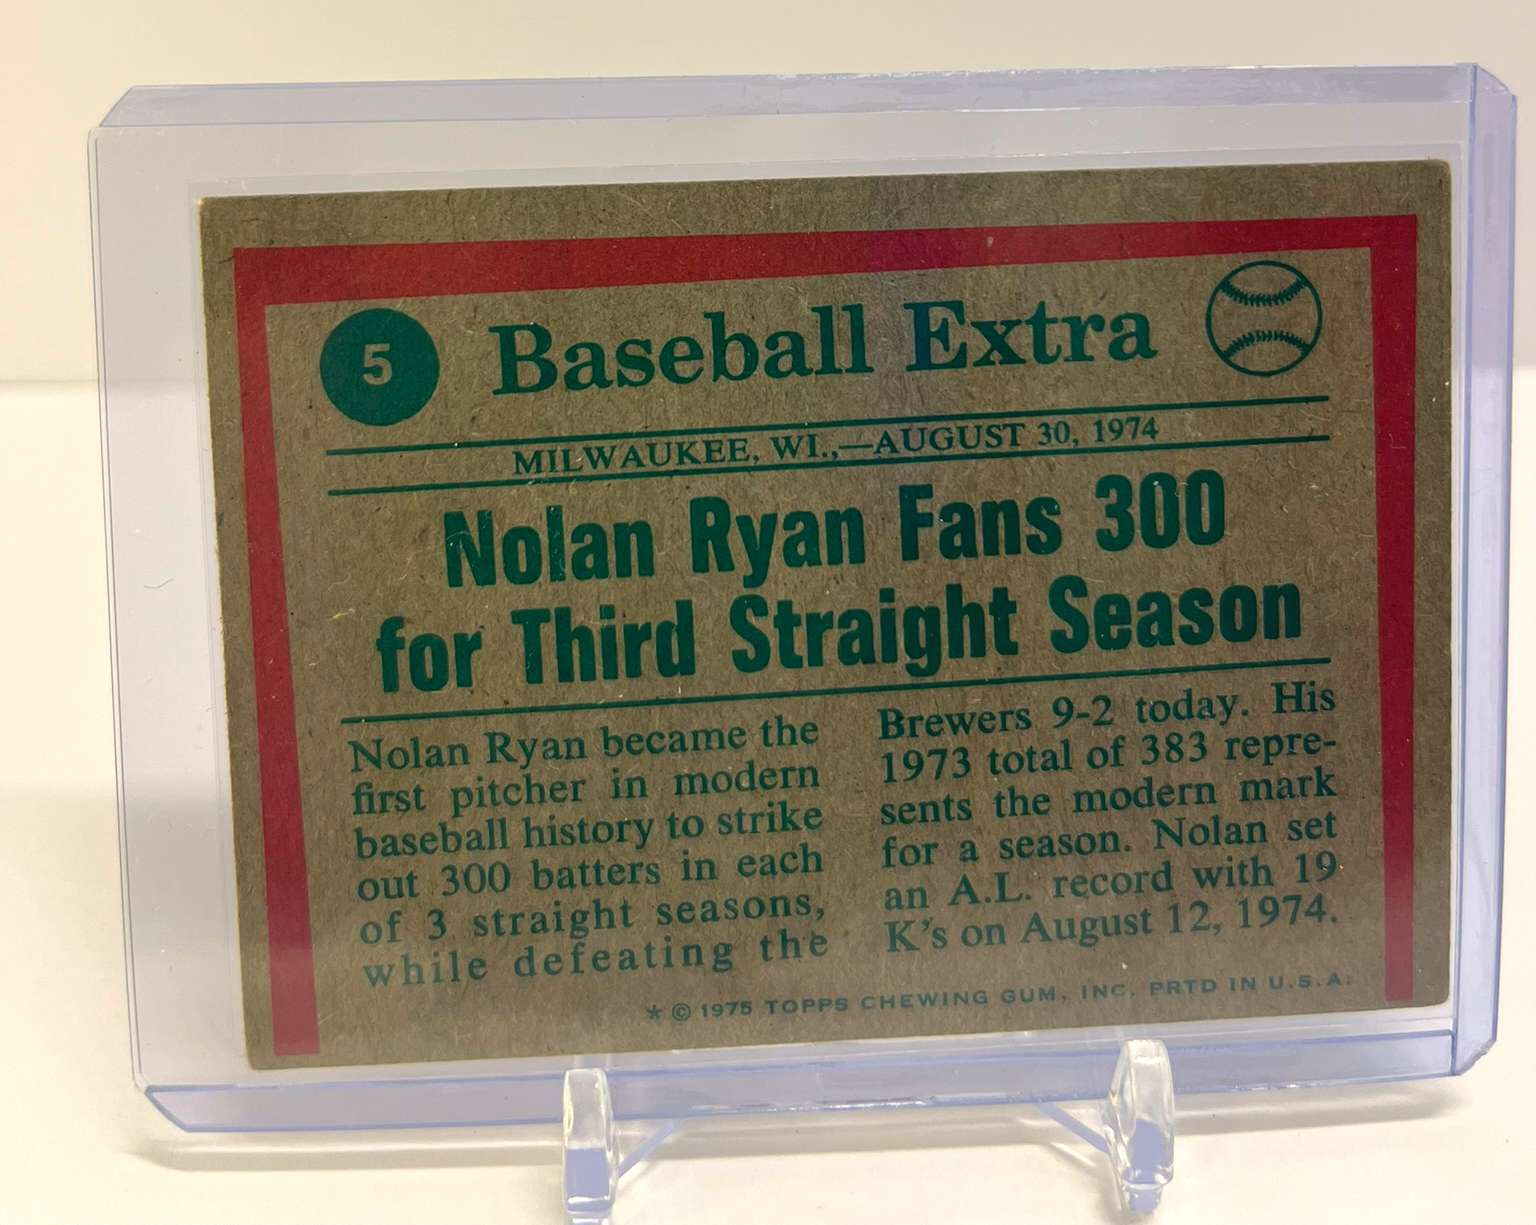 5 Baseball Extra
MILWAUKEE, WI.,—AUGUST 30, 1974
Nolan Ryan Fans 300
for Third Straight Season
Nolan Ryan became the
first pitcher in modern
baseball history to strike
out 300 batters in each
of 3 straight seasons,
while defeating the
Brewers 9-2 today. His
1973 total of 383 repre-
sents the modern mark
for a season. Nolan set
an A.L. record with 19
K's on August 12, 1974.
* © 1975 TOPPS CHEWING GUM, INC. PRTD IN U.S.A.